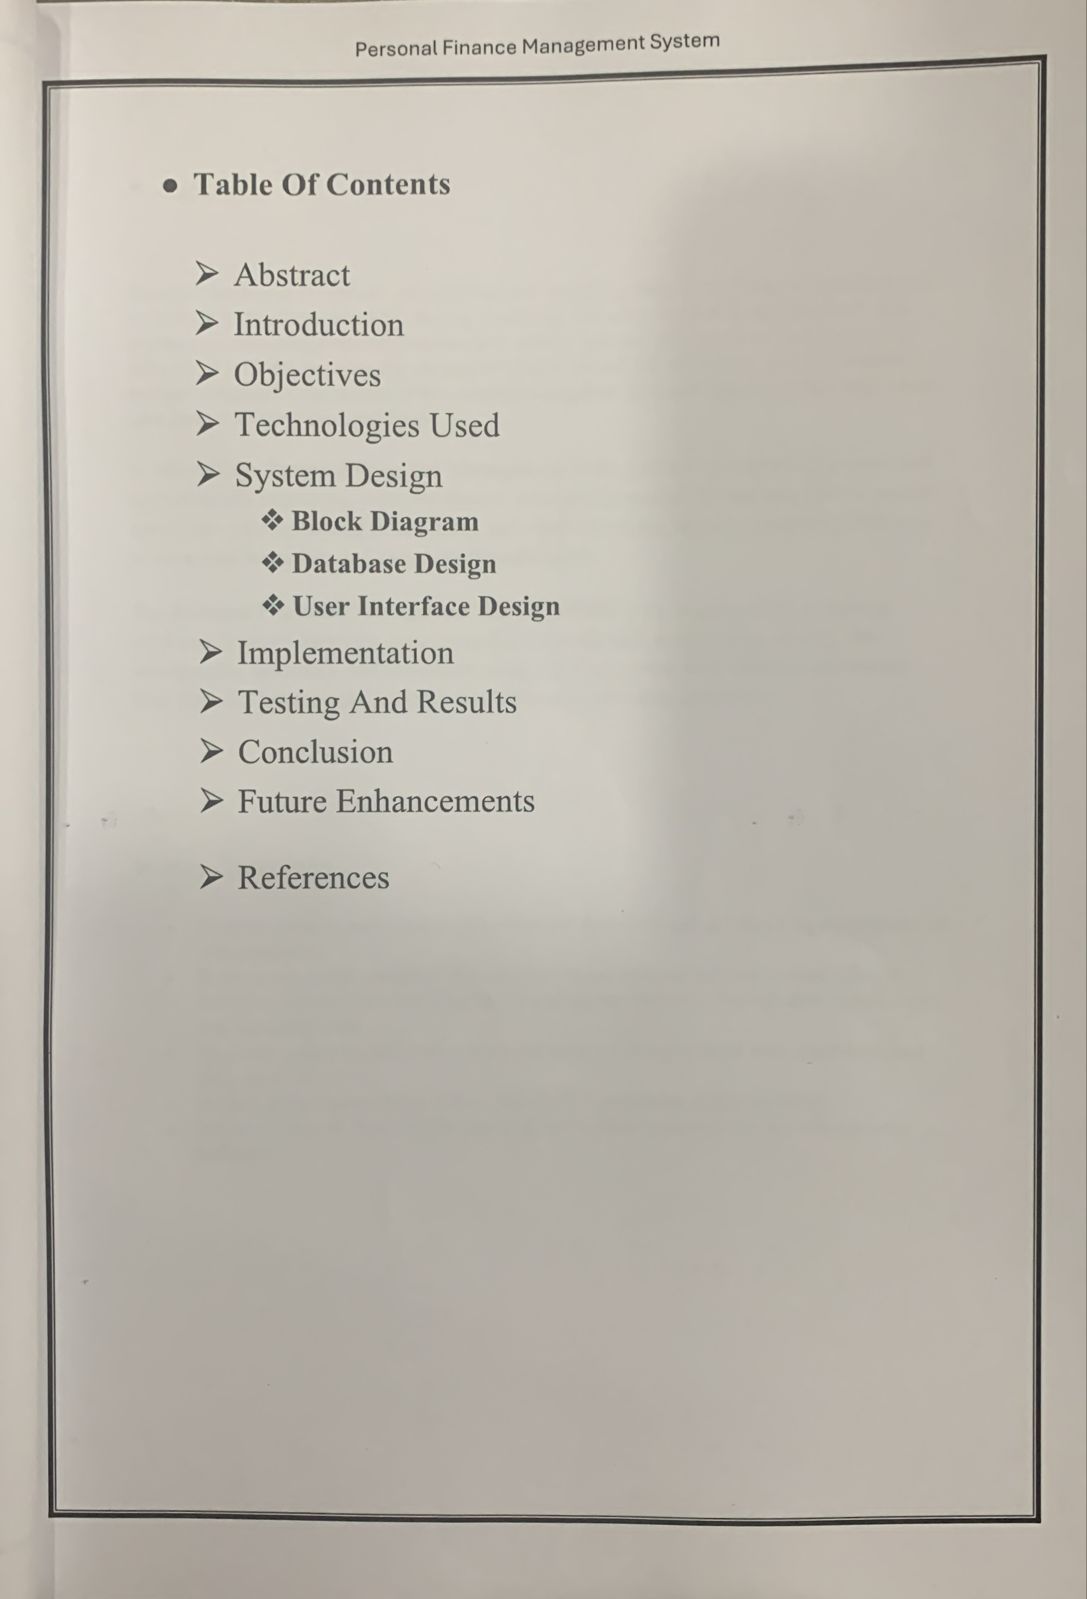 Personal Finance Management System
● Table Of Contents
➢ Abstract
➢ Introduction
➢ Objectives
➢ Technologies Used
➢ System Design
❖ Block Diagram
❖ Database Design
❖ User Interface Design
➢ Implementation
➢ Testing And Results
➢ Conclusion
➢ Future Enhancements
➢ References